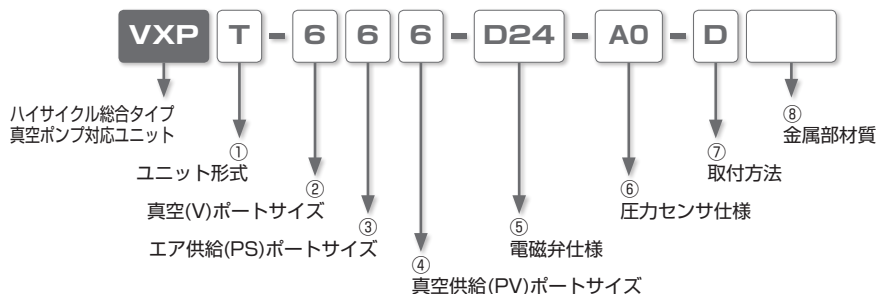 VXP T - 6 6 6 - D24 - A0 - D
ハイサイクル総合タイプ
真空ポンプ対応ユニット
①
ユニット形式
②
真空(V)ポートサイズ
③
エア供給(PS)ポートサイズ
④
真空供給(PV)ポートサイズ
⑤
電磁弁仕様
⑥
圧力センサ仕様
⑦
取付方法
⑧
金属部材質